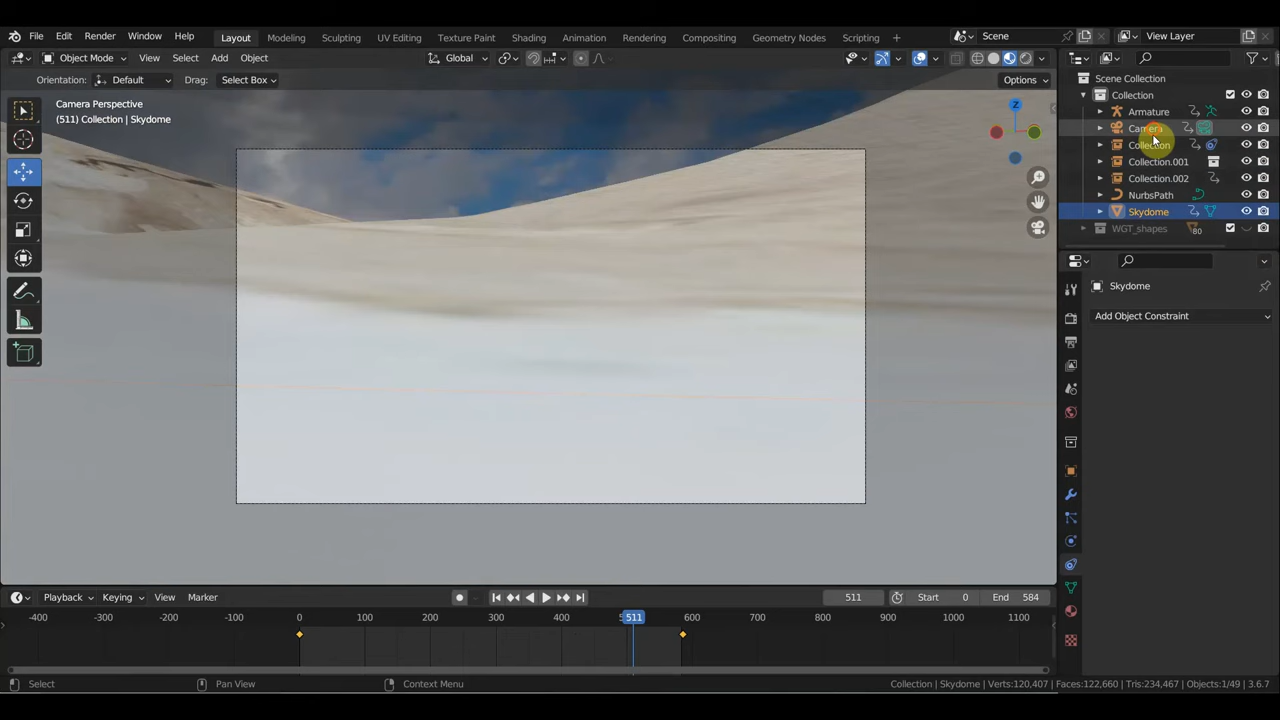 File Edit Render Window Help Layout Modeling Sculpting UV Editing Texture Paint Shading Animation Rendering Compositing Geometry Nodes Scripting + Scene View Layer
Object Mode View Select Add Object Global
Orientation: Default Drag: Select Box Options
Camera Perspective
(511) Collection | Skydome
Z
Scene Collection
Collection
Armature
Camera
Collection
Collection.001
Collection.002
NurbsPath
Skydome
WGT_shapes 80
Skydome
Add Object Constraint
Playback Keying View Marker 511 Start 0 End 584
-400 -300 -200 -100 0 100 200 300 400 511 600 700 800 900 1000 1100
Select Pan View Context Menu Collection | Skydome Verts:120,407 Faces:122,660 Tris:234,467 Objects:1/49 3.6.7